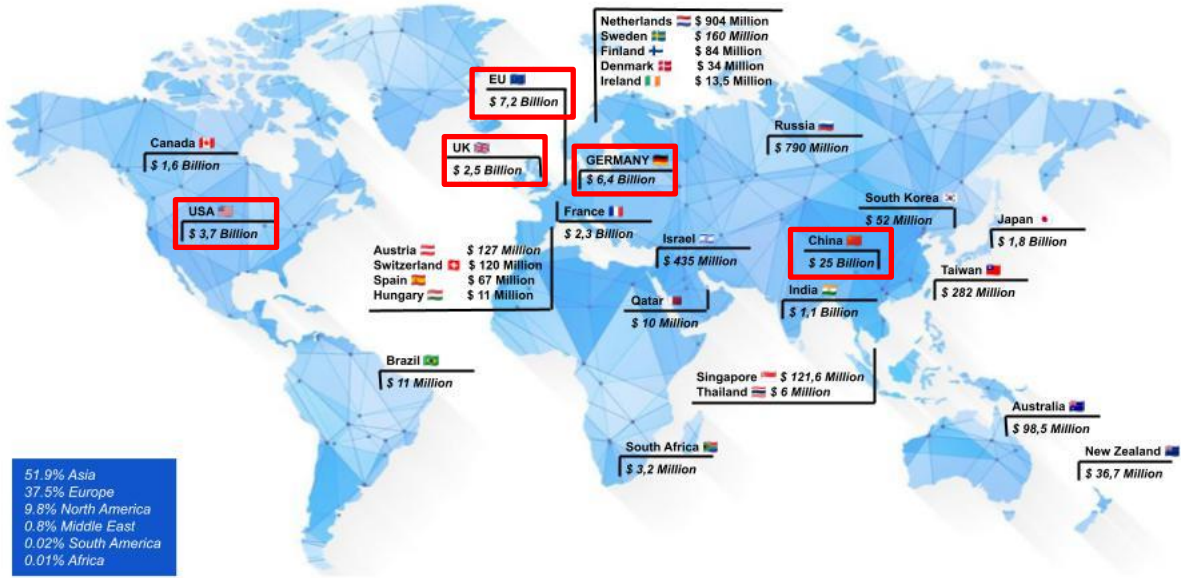 Netherlands $ 904 Million
Sweden $ 160 Million
Finland $ 84 Million
Denmark $ 34 Million
Ireland $ 13,5 Million
EU
$ 7,2 Billion
Canada
$ 1,6 Billion
UK
$ 2,5 Billion
GERMANY
$ 6,4 Billion
Russia
$ 790 Million
USA
$ 3,7 Billion
France
$ 2,3 Billion
South Korea
$ 52 Million
Japan
$ 1,8 Billion
Austria $ 127 Million
Switzerland $ 120 Million
Spain $ 67 Million
Hungary $ 11 Million
Israel
$ 435 Million
China
$ 25 Billion
Taiwan
$ 282 Million
Qatar
$ 10 Million
India
$ 1,1 Billion
Brazil
$ 11 Million
Singapore $ 121,6 Million
Thailand $ 6 Million
Australia
$ 98,5 Million
South Africa
$ 3,2 Million
New Zealand
$ 36,7 Million
51.9% Asia
37.5% Europe
9.8% North America
0.8% Middle East
0.02% South America
0.01% Africa